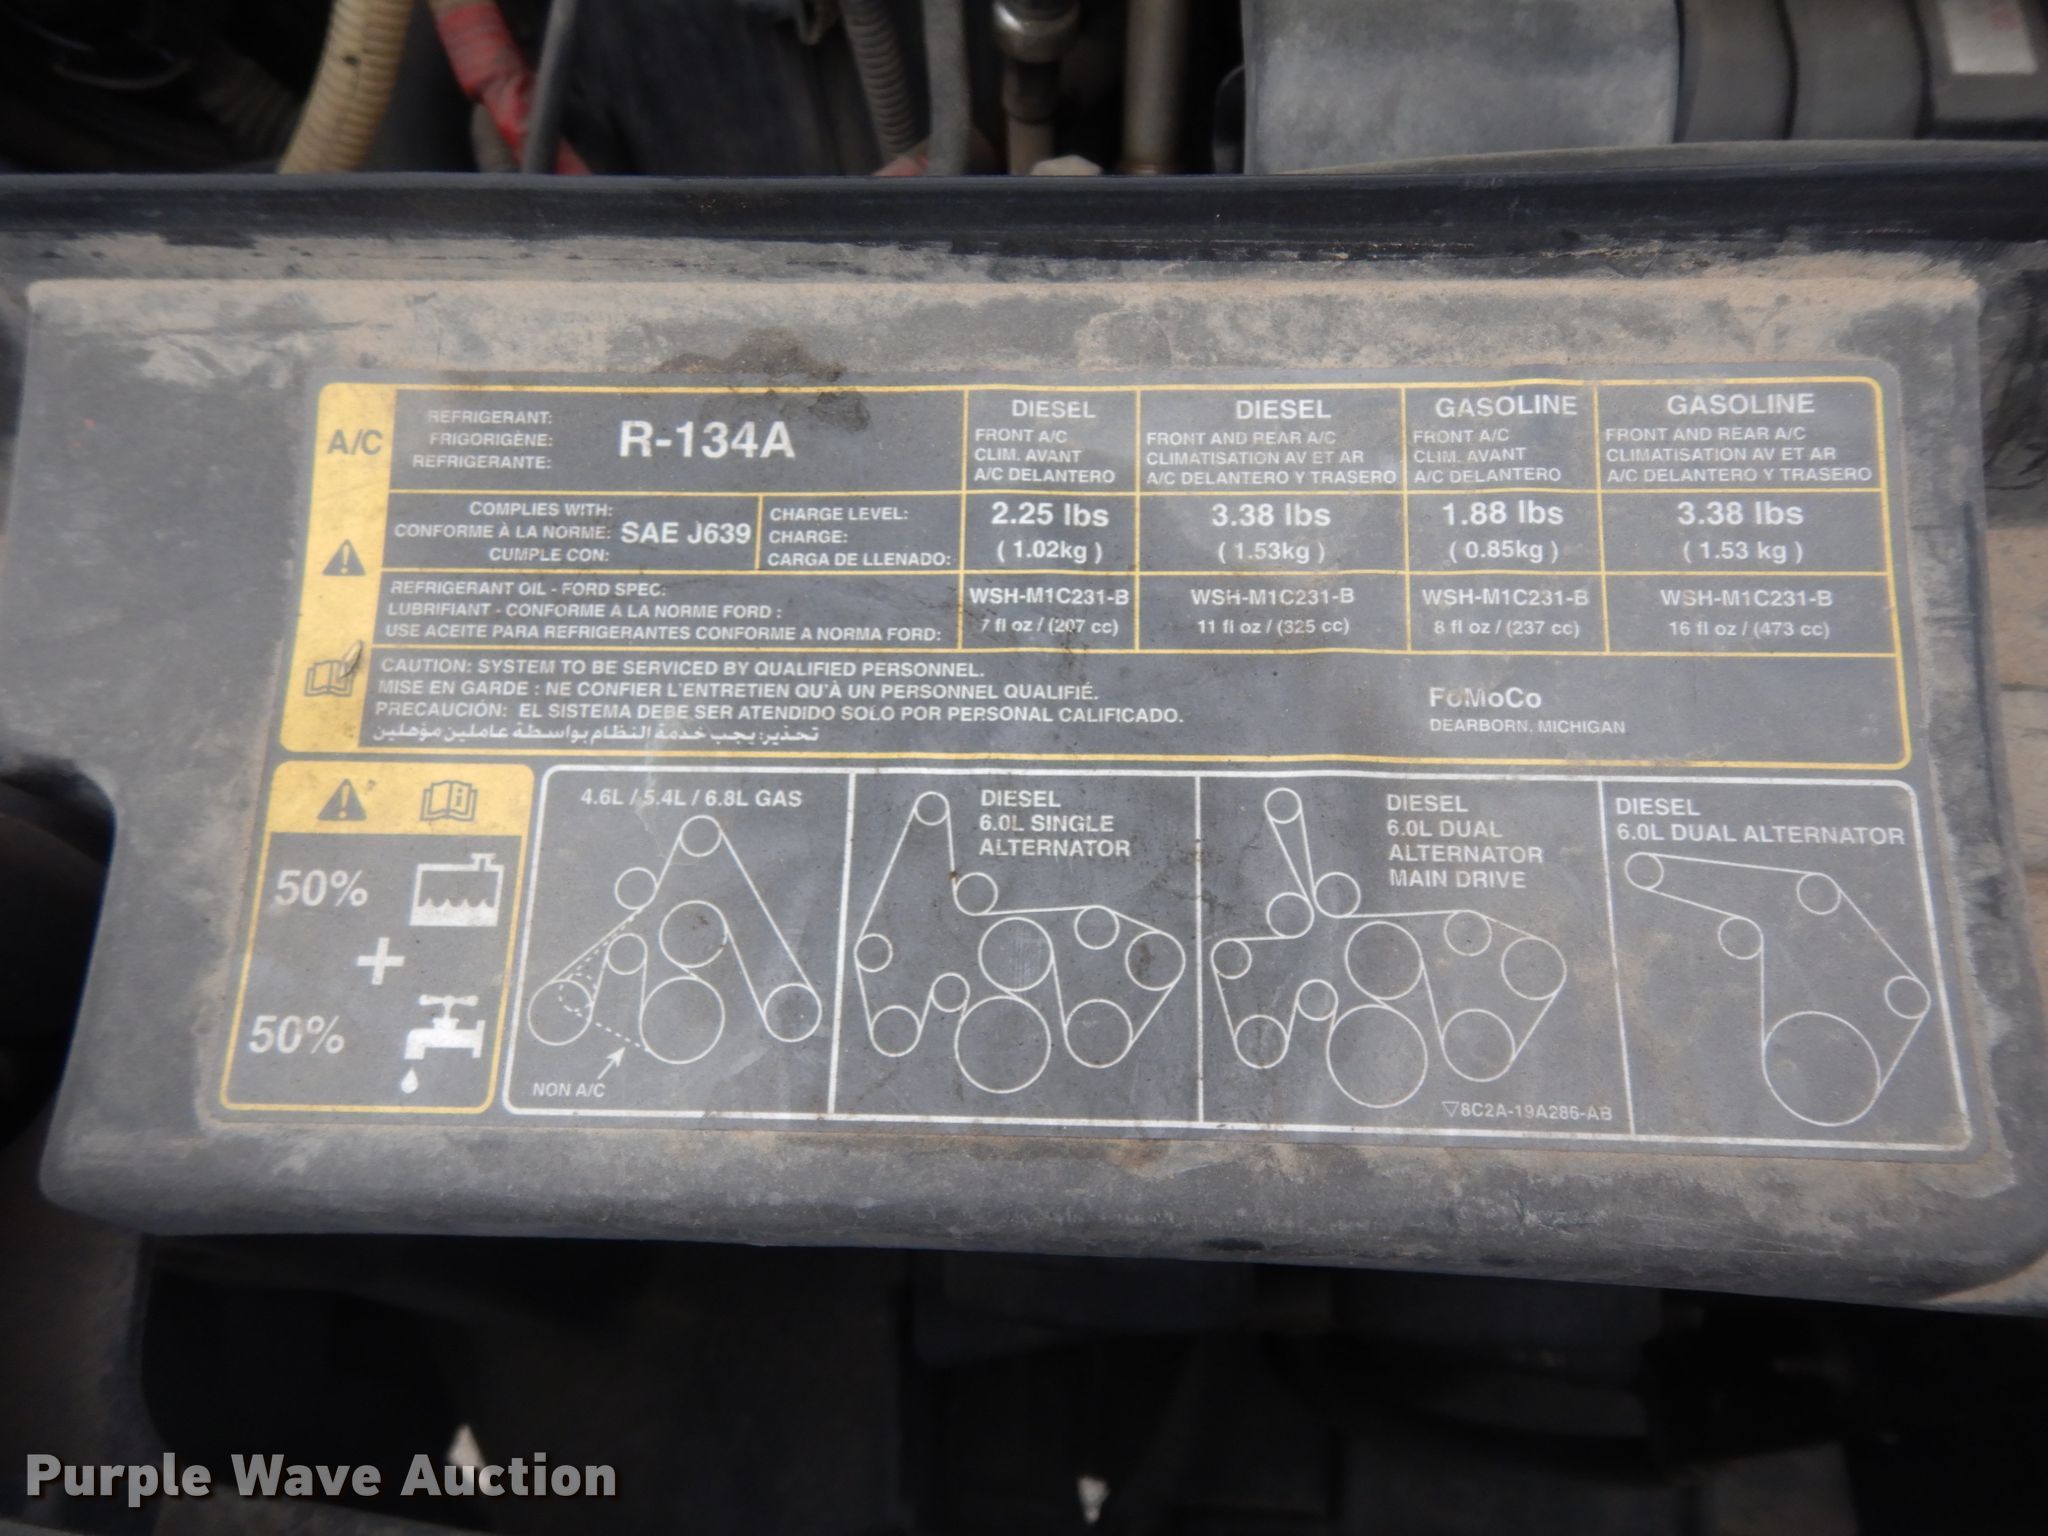 A/C
REFRIGERANT:
FRIGORIGÈNE:
REFRIGERANTE:
R-134A
DIESEL
FRONT A/C
CLIM. AVANT
A/C DELANTERO
DIESEL
FRONT AND REAR A/C
CLIMATISATION AV ET AR
A/C DELANTERO Y TRASERO
GASOLINE
FRONT A/C
CLIM. AVANT
A/C DELANTERO
GASOLINE
FRONT AND REAR A/C
CLIMATISATION AV ET AR
A/C DELANTERO Y TRASERO
COMPLIES WITH:
CONFORME À LA NORME:
CUMPLE CON:
SAE J639
CHARGE LEVEL:
CHARGE:
CARGA DE LLENADO:
2.25 lbs
( 1.02kg )
3.38 lbs
( 1.53kg )
1.88 lbs
( 0.85kg )
3.38 lbs
( 1.53 kg )
REFRIGERANT OIL - FORD SPEC:
LUBRIFIANT - CONFORME A LA NORME FORD :
USE ACEITE PARA REFRIGERANTES CONFORME A NORMA FORD:
WSH-M1C231-B
7 fl oz / (207 cc)
WSH-M1C231-B
11 fl oz / (325 cc)
WSH-M1C231-B
8 fl oz / (237 cc)
WSH-M1C231-B
16 fl oz / (473 cc)
CAUTION: SYSTEM TO BE SERVICED BY QUALIFIED PERSONNEL.
MISE EN GARDE : NE CONFIER L'ENTRETIEN QU'À UN PERSONNEL QUALIFIÉ.
PRECAUCIÓN: EL SISTEMA DEBE SER ATENDIDO SOLO POR PERSONAL CALIFICADO.
تحذير: يجب خدمة النظام بواسطة عاملين مؤهلين
FoMoCo
DEARBORN, MICHIGAN
50%
+
50%
4.6L / 5.4L / 6.8L GAS
NON A/C
DIESEL
6.0L SINGLE
ALTERNATOR
DIESEL
6.0L DUAL
ALTERNATOR
MAIN DRIVE
8C2A-19A286-AB
DIESEL
6.0L DUAL ALTERNATOR
Purple Wave Auction